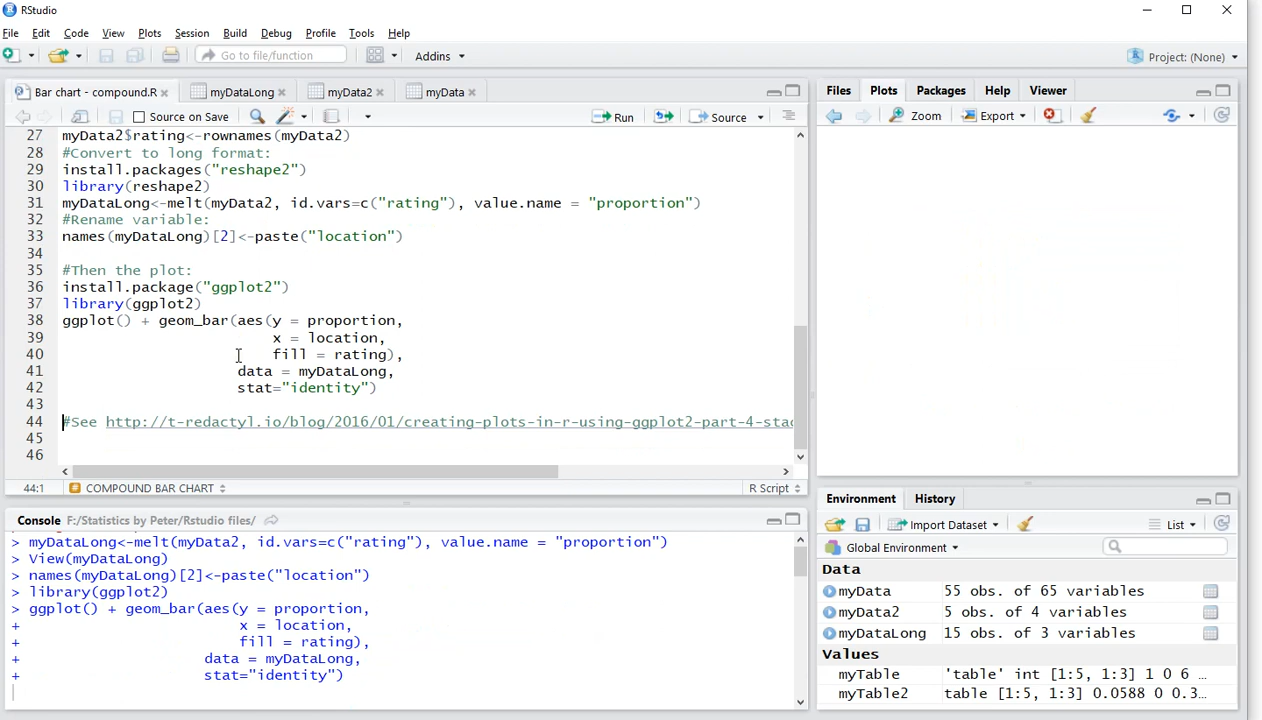 RStudio
File Edit Code View Plots Session Build Debug Profile Tools Help
Go to file/function Addins Project: (None)
Bar chart - compound.R myDataLong myData2 myData
Source on Save Run Source
27 myData2$rating<-rownames(myData2)
28 #Convert to long format:
29 install.packages("reshape2")
30 library(reshape2)
31 myDataLong<-melt(myData2, id.vars=c("rating"), value.name = "proportion")
32 #Rename variable:
33 names(myDataLong)[2]<-paste("location")
34
35 #Then the plot:
36 install.package("ggplot2")
37 library(ggplot2)
38 ggplot() + geom_bar(aes(y = proportion,
39 x = location,
40 fill = rating),
41 data = myDataLong,
42 stat="identity")
43
44 #See http://t-redactyl.io/blog/2016/01/creating-plots-in-r-using-ggplot2-part-4-stac
45
46
44:1 COMPOUND BAR CHART R Script
Console F:/Statistics by Peter/Rstudio files/
> myDataLong<-melt(myData2, id.vars=c("rating"), value.name = "proportion")
> View(myDataLong)
> names(myDataLong)[2]<-paste("location")
> library(ggplot2)
> ggplot() + geom_bar(aes(y = proportion,
+ x = location,
+ fill = rating),
+ data = myDataLong,
+ stat="identity")
Files Plots Packages Help Viewer
Zoom Export
Environment History
Import Dataset List
Global Environment
Data
myData 55 obs. of 65 variables
myData2 5 obs. of 4 variables
myDataLong 15 obs. of 3 variables
Values
myTable 'table' int [1:5, 1:3] 1 0 6 ...
myTable2 table [1:5, 1:3] 0.0588 0 0.3...